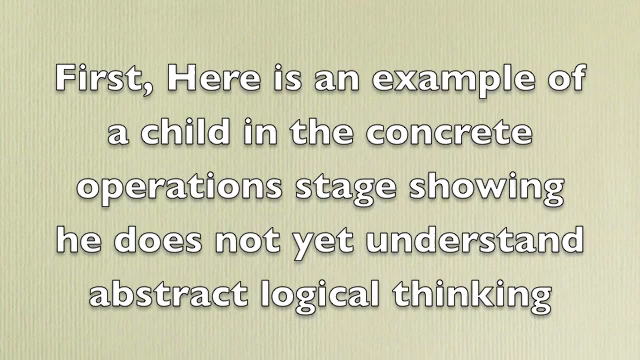 First, Here is an example of
a child in the concrete
operations stage showing
he does not yet understand
abstract logical thinking